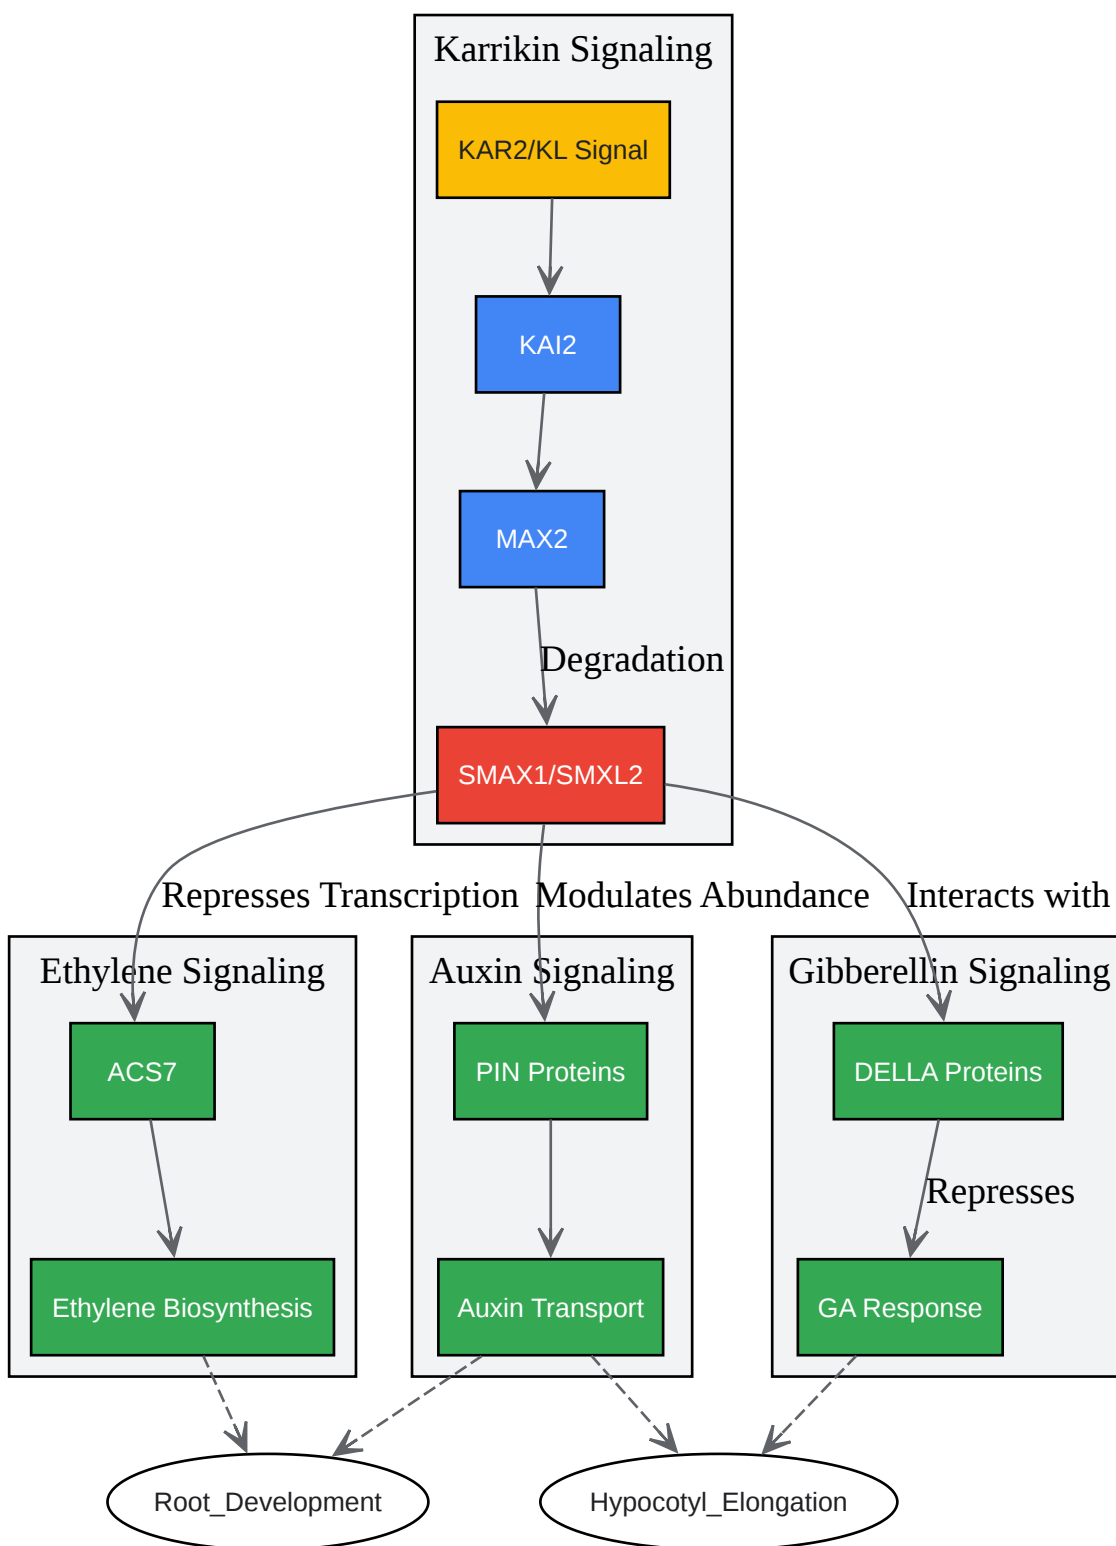 Karrikin Signaling
KAR2/KL Signal
KAI2
MAX2
Degradation
SMAX1/SMXL2
Represses Transcription
Modulates Abundance
Interacts with
Ethylene Signaling
Auxin Signaling
Gibberellin Signaling
ACS7
PIN Proteins
DELLA Proteins
Represses
Ethylene Biosynthesis
Auxin Transport
GA Response
Root_Development
Hypocotyl_Elongation